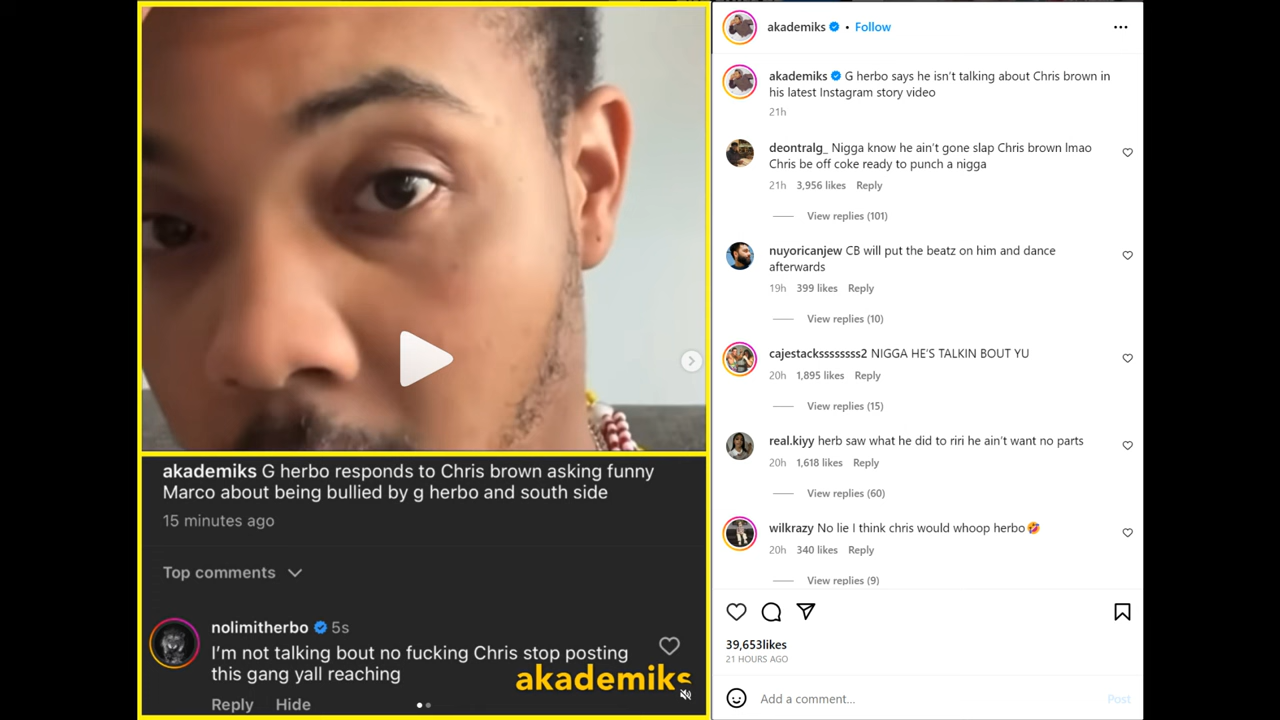 akademiks G herbo responds to Chris brown asking funny
Marco about being bullied by g herbo and south side
15 minutes ago
Top comments
nolimitherbo 5s
I'm not talking bout no fucking Chris stop posting
this gang yall reaching
Reply Hide
akademiks
akademiks • Follow
akademiks G herbo says he isn't talking about Chris brown in
his latest Instagram story video
21h
deontralg_ Nigga know he ain't gone slap Chris brown lmao
Chris be off coke ready to punch a nigga
21h 3,956 likes Reply
View replies (101)
nuyoricanjew CB will put the beatz on him and dance
afterwards
19h 399 likes Reply
View replies (10)
cajestackssssssss2 NIGGA HE'S TALKIN BOUT YU
20h 1,895 likes Reply
View replies (15)
real.kiyy herb saw what he did to riri he ain't want no parts
20h 1,618 likes Reply
View replies (60)
wilkrazy No lie I think chris would whoop herbo🤣
20h 340 likes Reply
View replies (9)
39,653likes
21 HOURS AGO
Add a comment...
Post